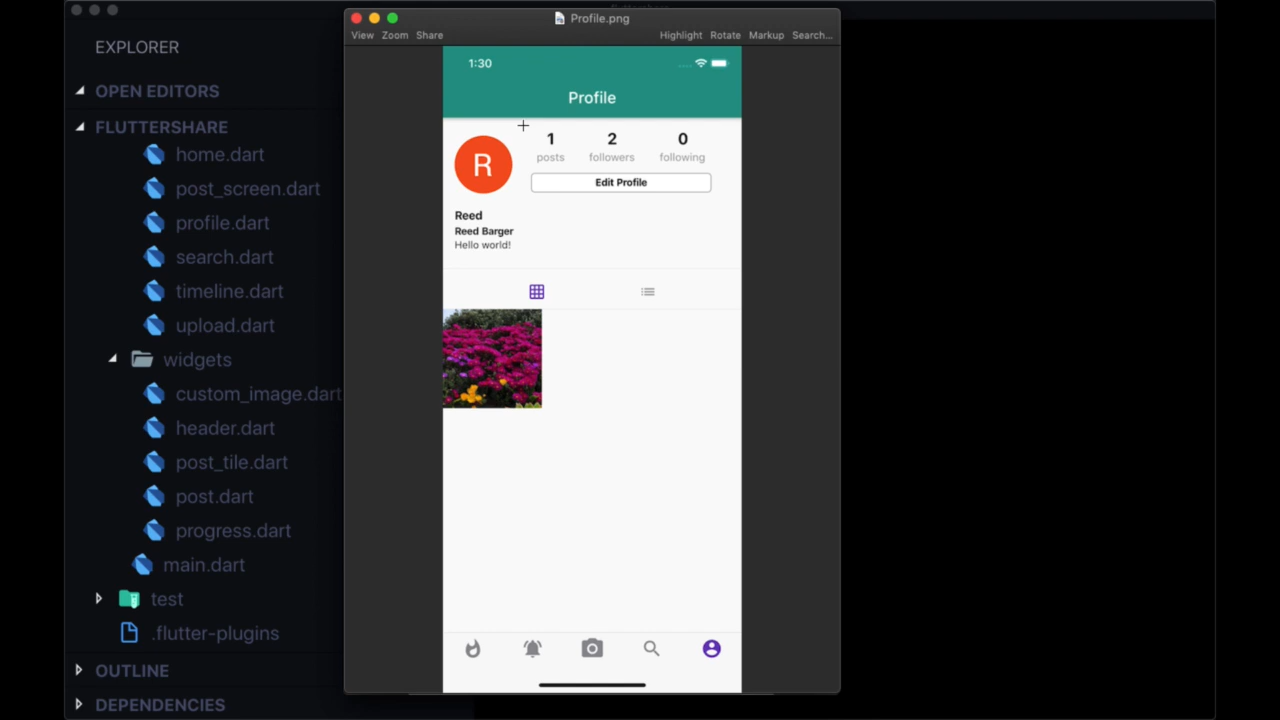 Profile.png
View Zoom Share
Highlight Rotate Markup Search...
EXPLORER
OPEN EDITORS
FLUTTERSHARE
home.dart
post_screen.dart
profile.dart
search.dart
timeline.dart
upload.dart
widgets
custom_image.dart
header.dart
post_tile.dart
post.dart
progress.dart
main.dart
test
.flutter-plugins
OUTLINE
DEPENDENCIES
1:30
Profile
R
1 2 0
posts followers following
Edit Profile
Reed
Reed Barger
Hello world!